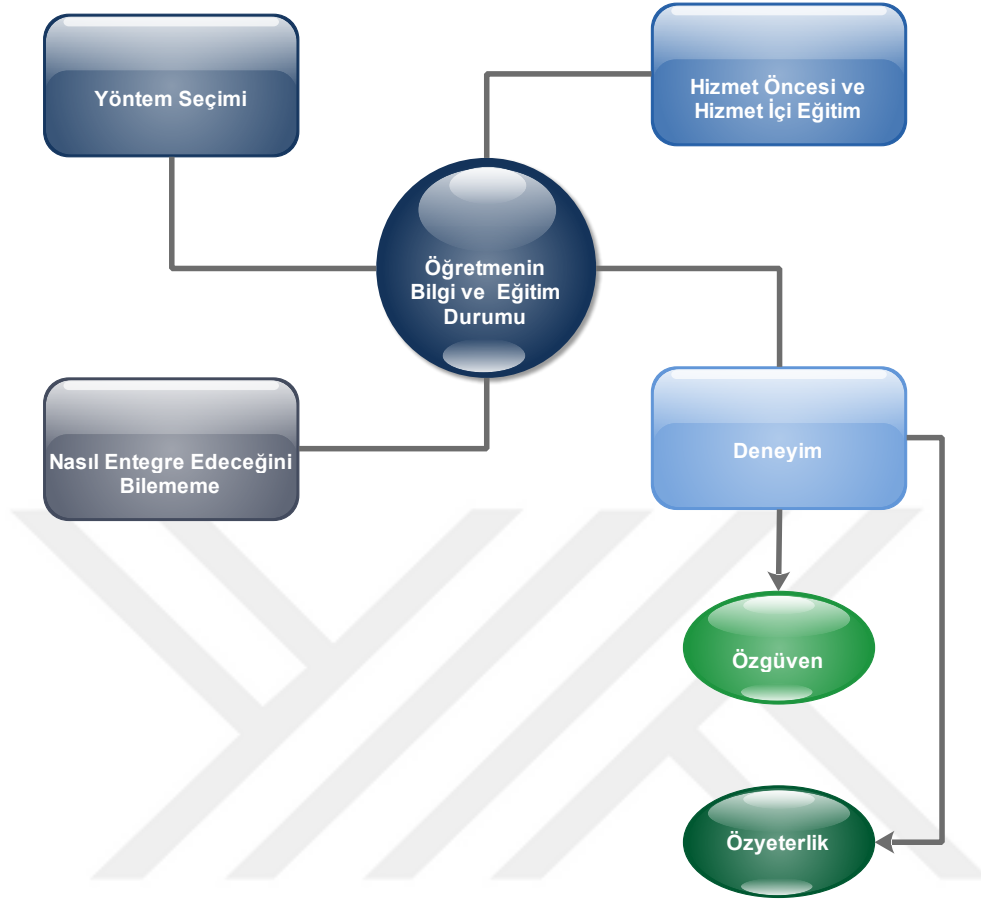 Yöntem Seçimi
Hizmet Öncesi ve
Hizmet İçi Eğitim
Öğretmenin
Bilgi ve  Eğitim
Durumu
Nasıl Entegre Edeceğini
Bilememe
Deneyim
Özgüven
Özyeterlik